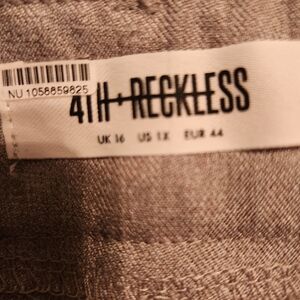 NU 1058859825
4TH+RECKLESS
UK 16 US 1X EUR 44